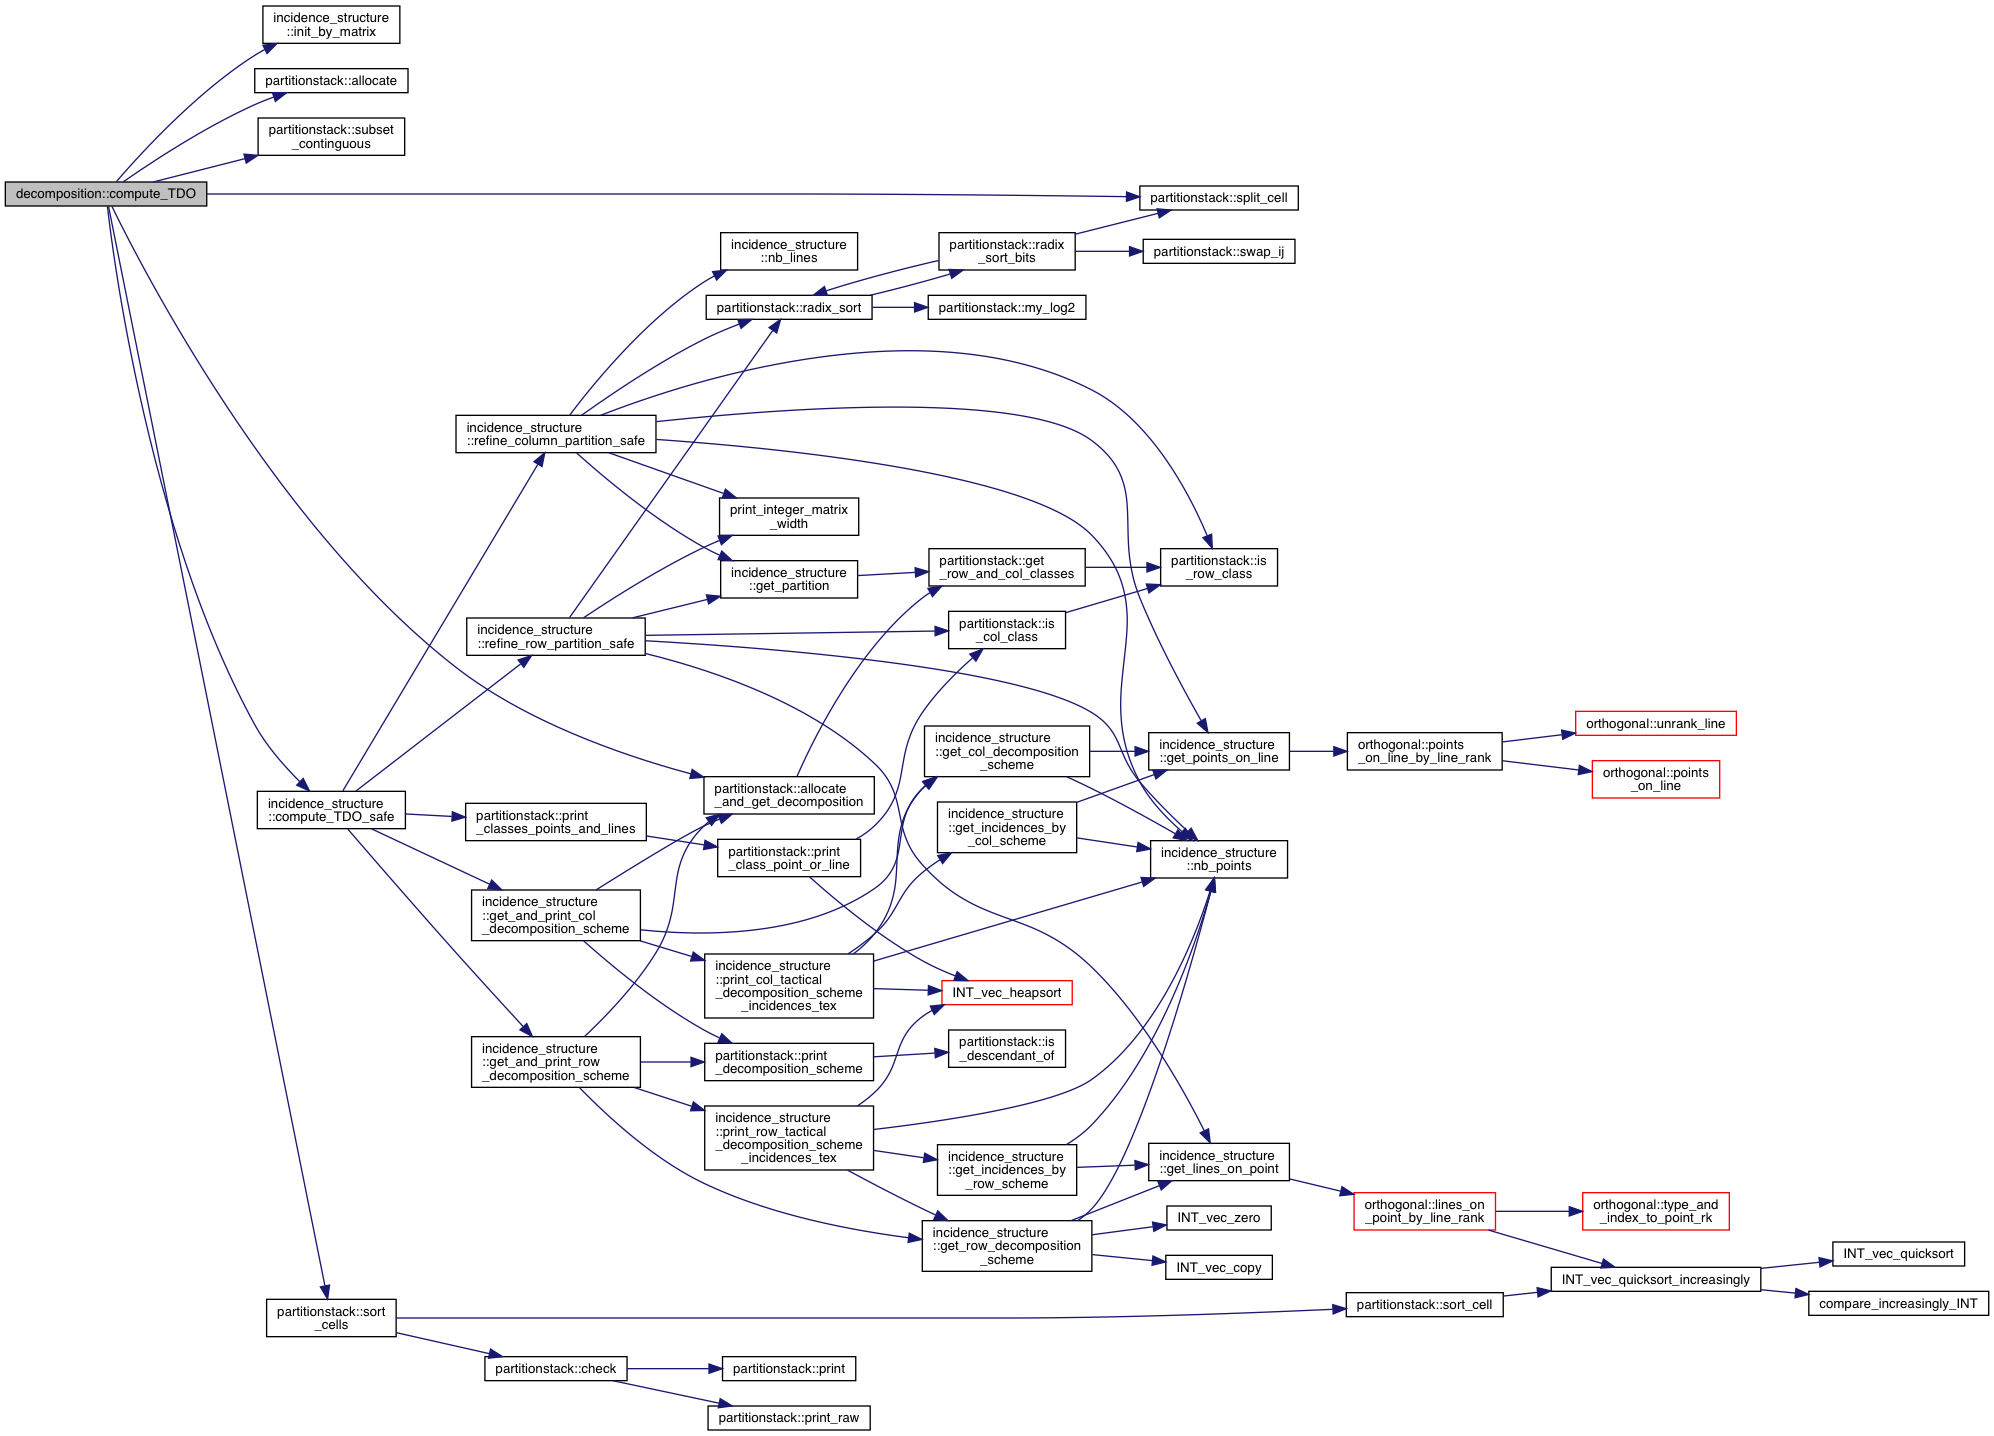 incidence_structure
::init_by_matrix
partitionstack::allocate
partitionstack::subset
_continguous
decomposition::compute_TDO
partitionstack::split_cell
incidence_structure
::nb_lines
partitionstack::radix
_sort_bits
partitionstack::swap_ij
partitionstack::radix_sort
partitionstack::my_log2
incidence_structure
::refine_column_partition_safe
print_integer_matrix
_width
incidence_structure
::get_partition
partitionstack::get
_row_and_col_classes
partitionstack::is
_row_class
incidence_structure
::refine_row_partition_safe
partitionstack::is
_col_class
incidence_structure
::get_col_decomposition
_scheme
incidence_structure
::get_points_on_line
orthogonal::points
_on_line_by_line_rank
orthogonal::unrank_line
orthogonal::points
_on_line
incidence_structure
::compute_TDO_safe
partitionstack::print
_classes_points_and_lines
partitionstack::allocate
_and_get_decomposition
partitionstack::print
_class_point_or_line
incidence_structure
::get_incidences_by
_col_scheme
incidence_structure
::nb_points
incidence_structure
::get_and_print_col
_decomposition_scheme
incidence_structure
::print_col_tactical
_decomposition_scheme
_incidences_tex
INT_vec_heapsort
incidence_structure
::get_and_print_row
_decomposition_scheme
partitionstack::print
_decomposition_scheme
partitionstack::is
_descendant_of
incidence_structure
::print_row_tactical
_decomposition_scheme
_incidences_tex
incidence_structure
::get_incidences_by
_row_scheme
incidence_structure
::get_lines_on_point
incidence_structure
::get_row_decomposition
_scheme
INT_vec_zero
INT_vec_copy
orthogonal::lines_on
_point_by_line_rank
orthogonal::type_and
_index_to_point_rk
INT_vec_quicksort_increasingly
INT_vec_quicksort
compare_increasingly_INT
partitionstack::sort
_cells
partitionstack::sort_cell
partitionstack::check
partitionstack::print
partitionstack::print_raw